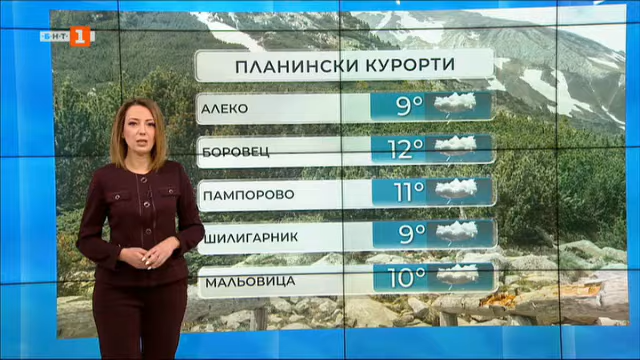 БНТ 1
ПЛАНИНСКИ КУРОРТИ
АЛЕКО 9°
БОРОВЕЦ 12°
ПАМПОРОВО 11°
ШИЛИГАРНИК 9°
МАЛЬОВИЦА 10°